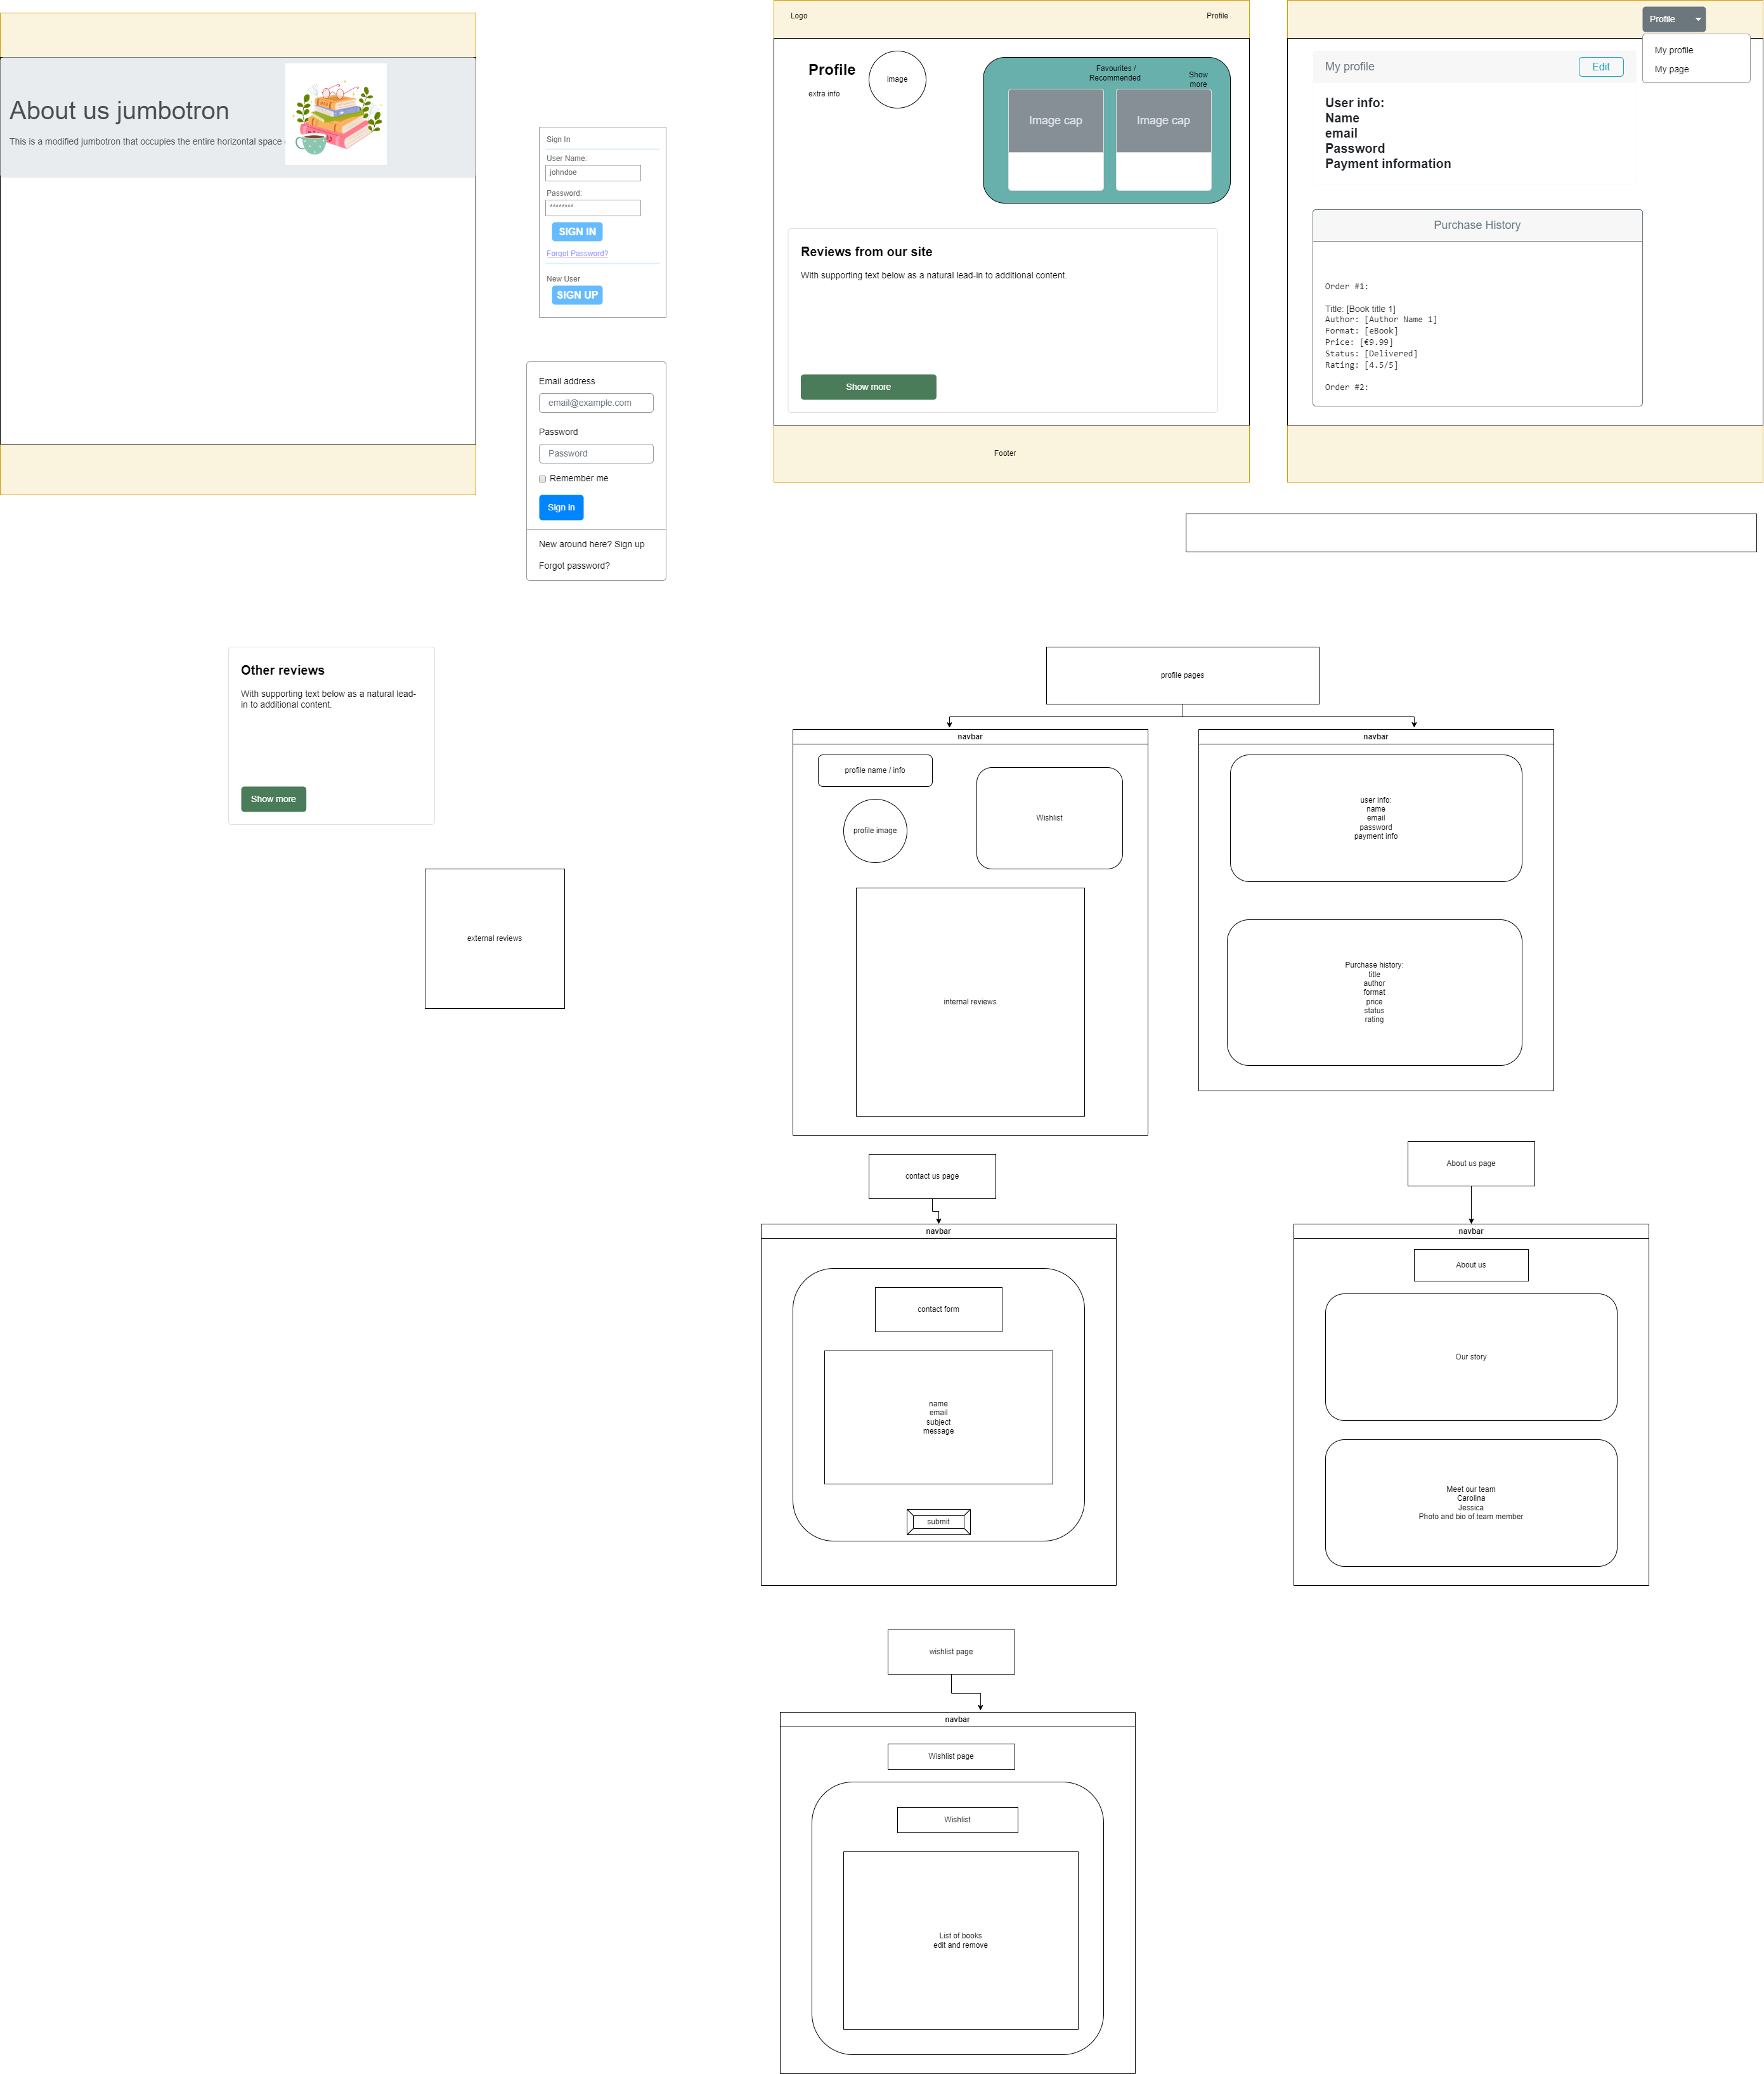 About us jumbotron
This is a modified jumbotron that occupies the entire horizontal space
Sign In
User Name:
johndoe
Password:
********
SIGN IN
Forgot Password?
New User
SIGN UP
Email address
email@example.com
Password
Password
Remember me
Sign in
New around here? Sign up
Forgot password?
Logo
Profile
Profile
extra info
image
Favourites /
Recommended
Show
more
Image cap
Image cap
Reviews from our site
With supporting text below as a natural lead-in to additional content.
Show more
Footer
Profile
My profile
My page
My profile
Edit
User info:
Name
email
Password
Payment information
Purchase History
Order #1:
Title: [Book title 1]
Author: [Author Name 1]
Format: [eBook]
Price: [€9.99]
Status: [Delivered]
Rating: [4.5/5]
Order #2:
Other reviews
With supporting text below as a natural lead-
in to additional content.
Show more
external reviews
profile pages
navbar
profile name / info
profile image
Wishlist
internal reviews
navbar
user info:
name
email
password
payment info
Purchase history:
title
author
format
price
status
rating
contact us page
navbar
contact form
name
email
subject
message
submit
About us page
navbar
About us
Our story
Meet our team
Carolina
Jessica
Photo and bio of team member
wishlist page
navbar
Wishlist page
Wishlist
List of books
edit and remove